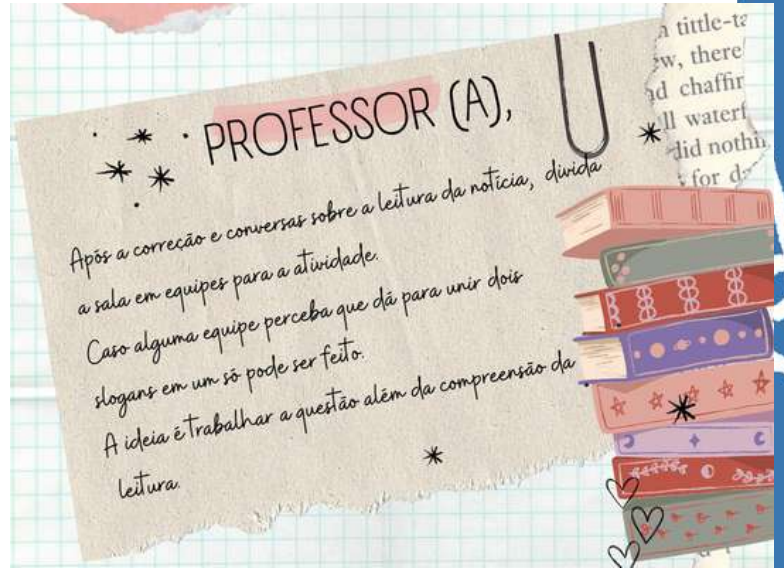 PROFESSOR (A),
Após a correção e conversas sobre a leitura da notícia, divida
a sala em equipes para a atividade.
Caso alguma equipe perceba que dá para unir dois
slogans em um só pode ser feito.
A ideia é trabalhar a questão além da compreensão da
leitura.
tittle-ta
there
chaffin
waterf
did nothi
for